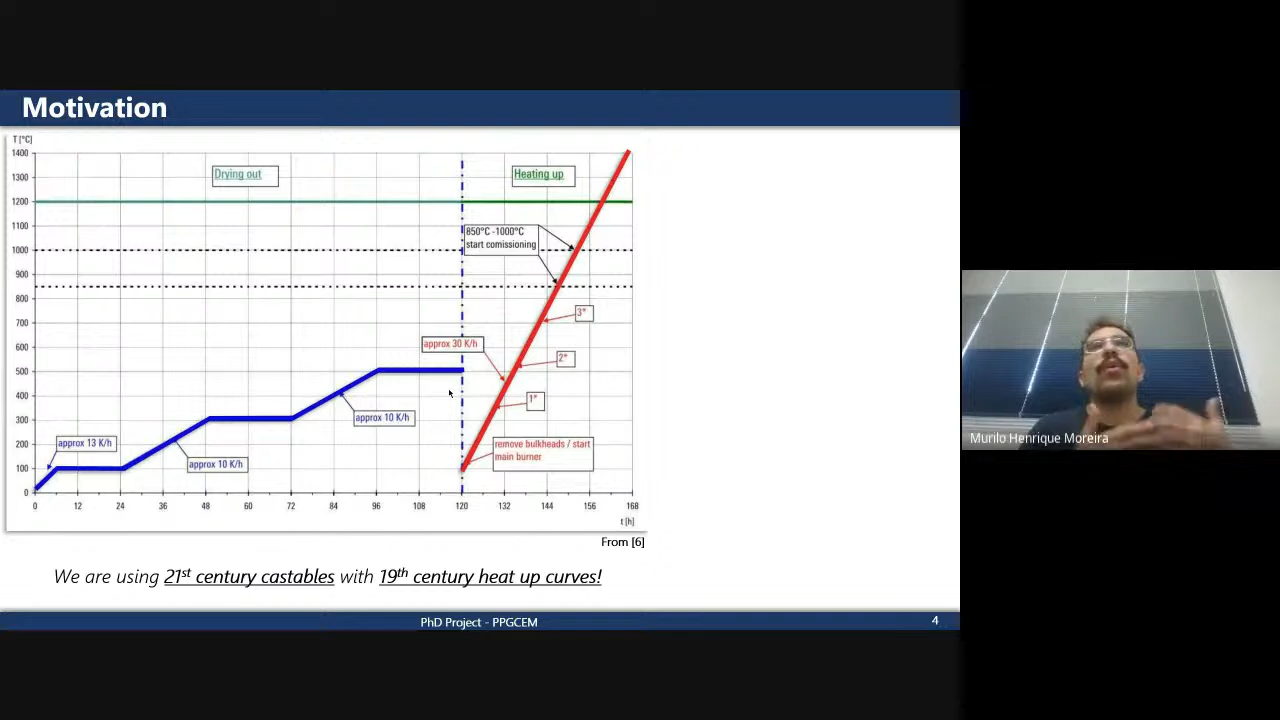 Motivation
T [°C]
1400
1300
1200
1100
1000
900
800
700
600
500
400
300
200
100
0
Drying out
Heating up
850°C -1000°C
start comissioning
3*
approx 30 K/h
2*
1*
approx 10 K/h
approx 13 K/h
approx 10 K/h
remove bulkheads / start
main burner
0 12 24 36 48 60 72 84 96 108 120 132 144 156 168
t [h]
From [6]
We are using 21st century castables with 19th century heat up curves!
PhD Project - PPGCEM
4
Murilo Henrique Moreira